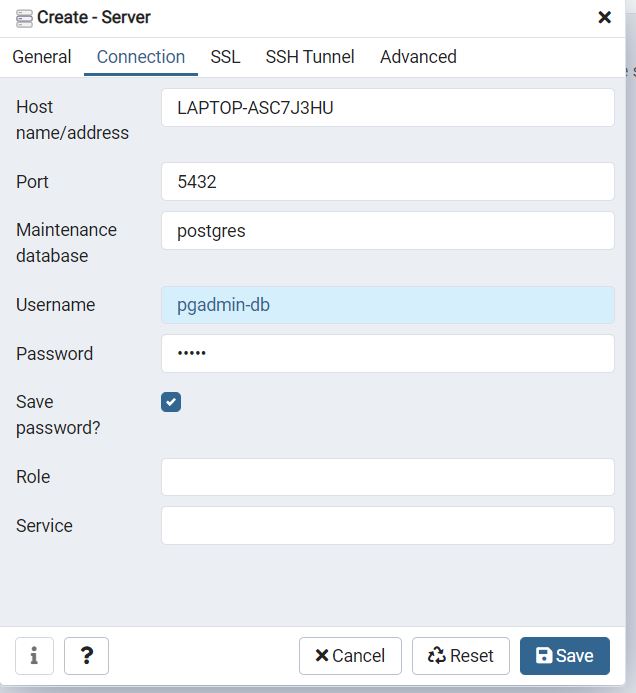 Create - Server
General Connection SSL SSH Tunnel Advanced
Host
name/address
LAPTOP-ASC7J3HU
Port
5432
Maintenance
database
postgres
Username
pgadmin-db
Password
•••••
Save
password?
Role
Service
Cancel
Reset
Save